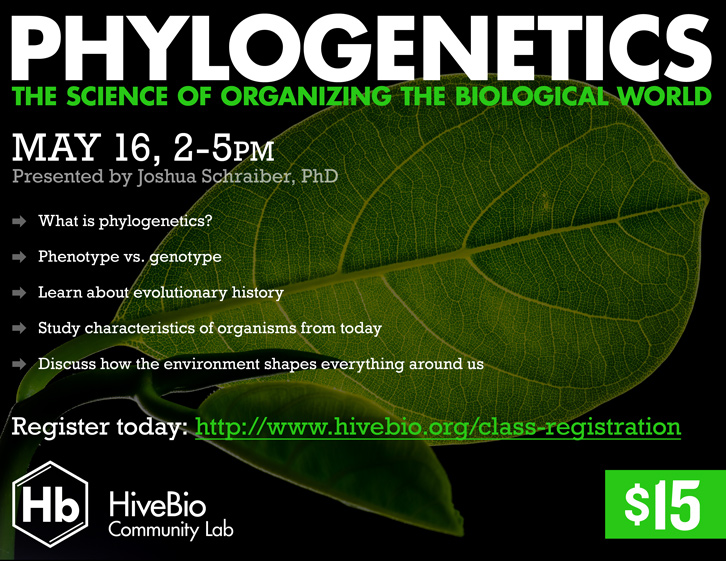 PHYLOGENETICS
THE SCIENCE OF ORGANIZING THE BIOLOGICAL WORLD
MAY 16, 2-5PM
Presented by Joshua Schraiber, PhD
What is phylogenetics?
Phenotype vs. genotype
Learn about evolutionary history
Study characteristics of organisms from today
Discuss how the environment shapes everything around us
Register today: http://www.hivebio.org/class-registration
Hb
HiveBio
Community Lab
$15